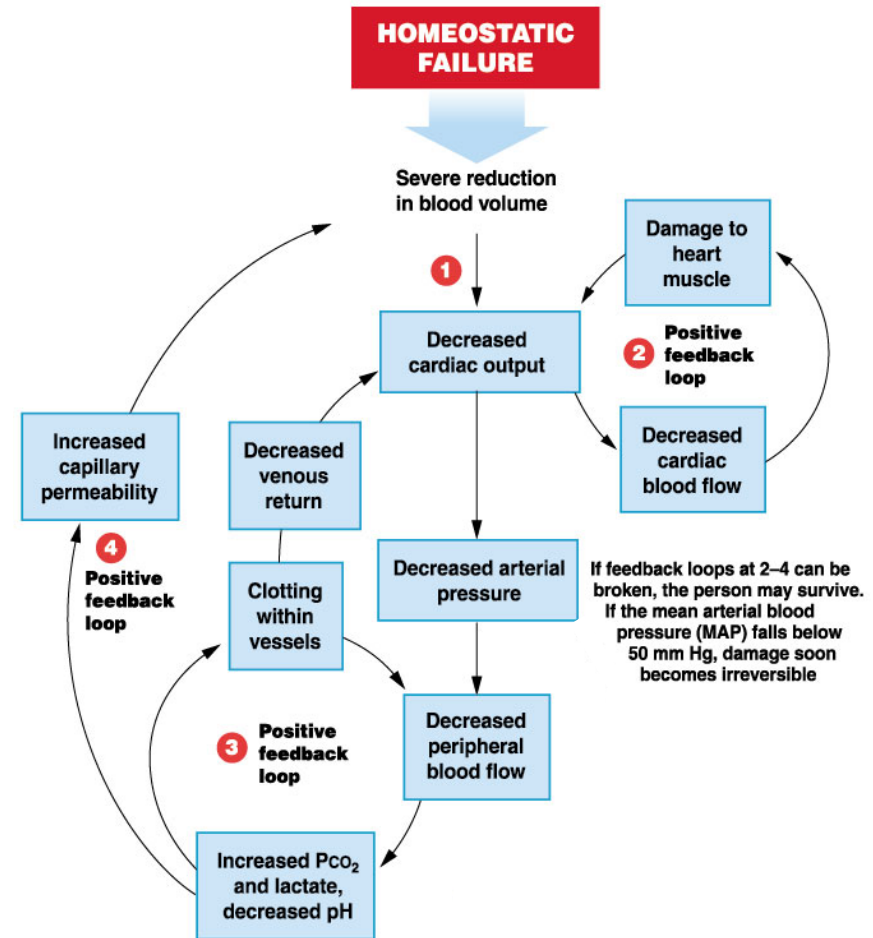 HOMEOSTATIC
FAILURE
Severe reduction
in blood volume
1
Decreased
cardiac output
Damage to
heart
muscle
2
Positive
feedback
loop
Decreased
cardiac
blood flow
Increased
capillary
permeability
Decreased
venous
return
4
Positive
feedback
loop
Clotting
within
vessels
Decreased arterial
pressure
If feedback loops at 2–4 can be
broken, the person may survive.
If the mean arterial blood
pressure (MAP) falls below
50 mm Hg, damage soon
becomes irreversible
3
Positive
feedback
loop
Decreased
peripheral
blood flow
Increased PCO₂
and lactate,
decreased pH